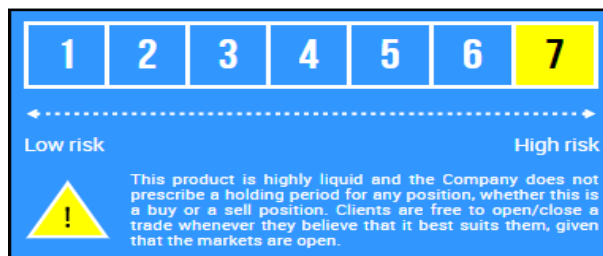 1 2 3 4 5 6 7
Low risk High risk
This product is highly liquid and the Company does not
prescribe a holding period for any position, whether this is
a buy or a sell position. Clients are free to open/close a
! trade whenever they believe that it best suits them, given
that the markets are open.